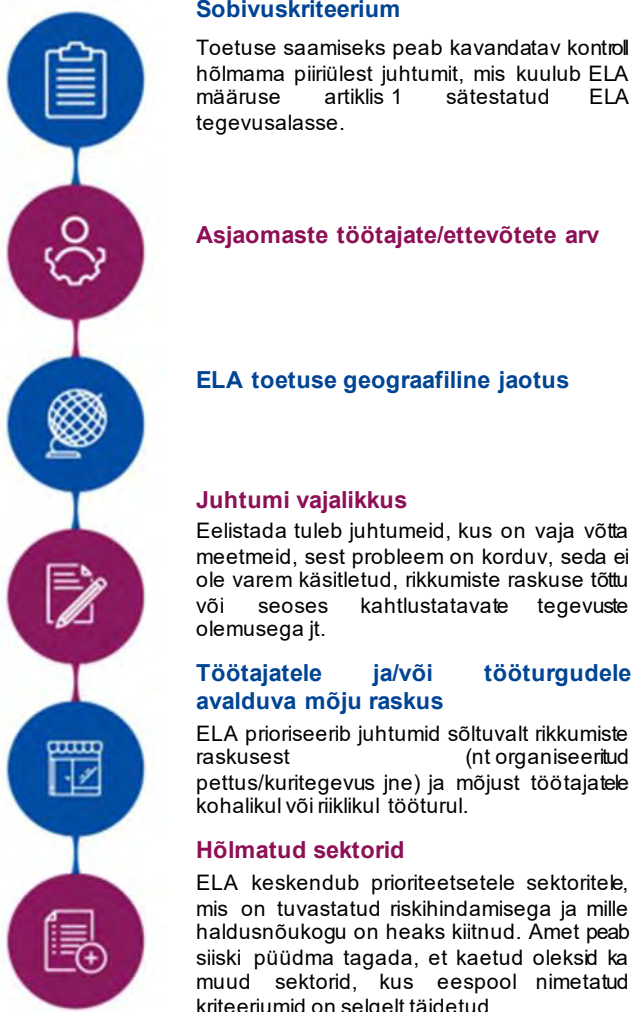 Sobivuskriteerium
Toetuse saamiseks peab kavandatav kontroll
hõlmama piiriülest juhtumit, mis kuulub ELA
määruse artiklis 1 sätestatud ELA
tegevusalasse.
Asjaomaste töötajate/ettevõtete arv
ELA toetuse geograafiline jaotus
Juhtumi vajalikkus
Eelistada tuleb juhtumeid, kus on vaja võtta
meetmeid, sest probleem on korduv, seda ei
ole varem käsitletud, rikkumiste raskuse tõttu
või seoses kahtlustatavate tegevuste
olemusega jt.
Töötajatele ja/või tööturgudele
avalduva mõju raskus
ELA prioriseerib juhtumid sõltuvalt rikkumiste
raskusest (nt organiseeritud
pettus/kuritegevus jne) ja mõjust töötajatele
kohalikul või riiklikul tööturul.
Hõlmatud sektorid
ELA keskendub prioriteetsetele sektoritele,
mis on tuvastatud riskihindamisega ja mille
haldusnõukogu on heaks kiitnud. Amet peab
siiski püüdma tagada, et kaetud oleksid ka
muud sektorid, kus eespool nimetatud
kriteeriumid on selgelt täidetud